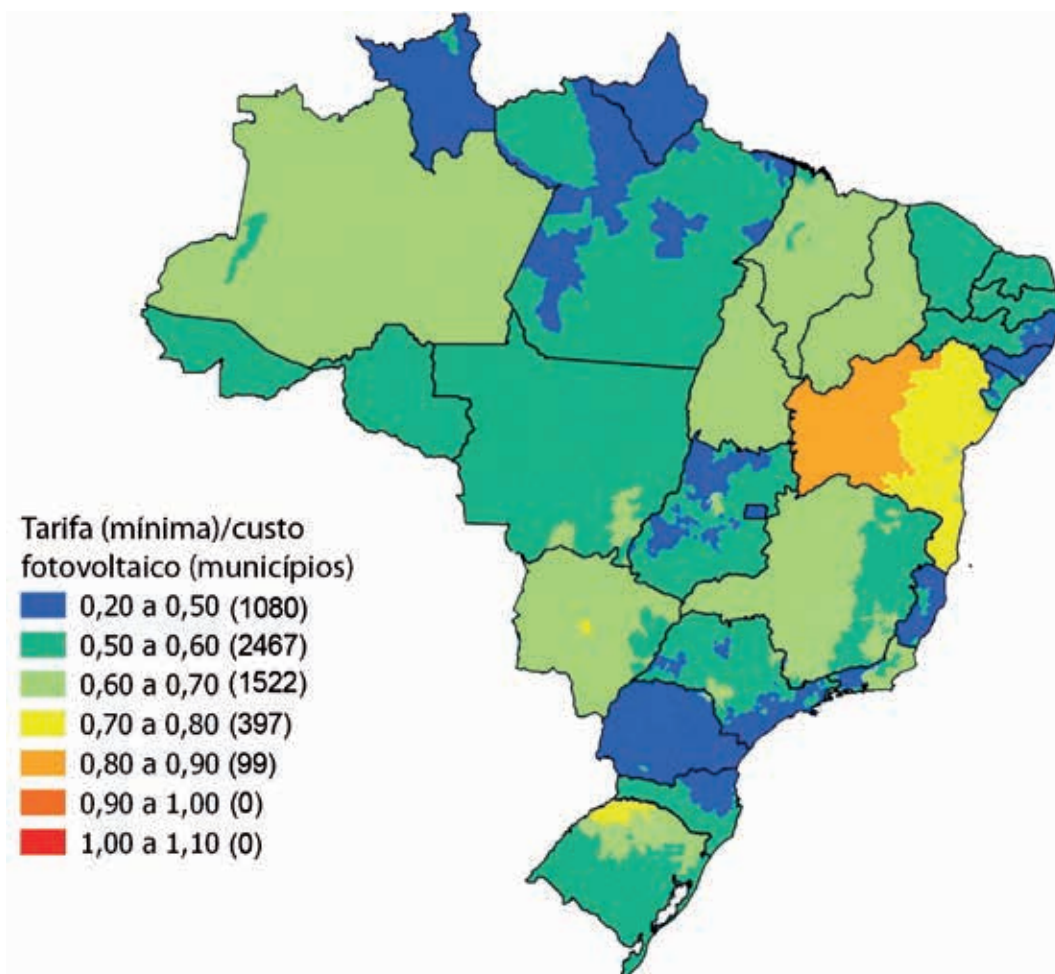 Tarifa (mínima)/custo
fotovoltaico (municípios)
0,20 a 0,50 (1080)
0,50 a 0,60 (2467)
0,60 a 0,70 (1522)
0,70 a 0,80 (397)
0,80 a 0,90 (99)
0,90 a 1,00 (0)
1,00 a 1,10 (0)